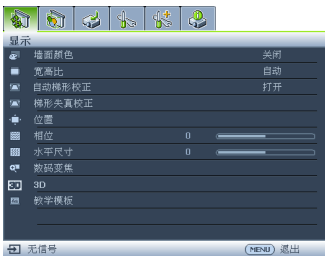 显示
墙面颜色 关闭
宽高比 自动
自动梯形校正 打开
梯形失真校正
位置
相位 0
水平尺寸 0
数码变焦
3D
教学模板
无信号 MENU 退出